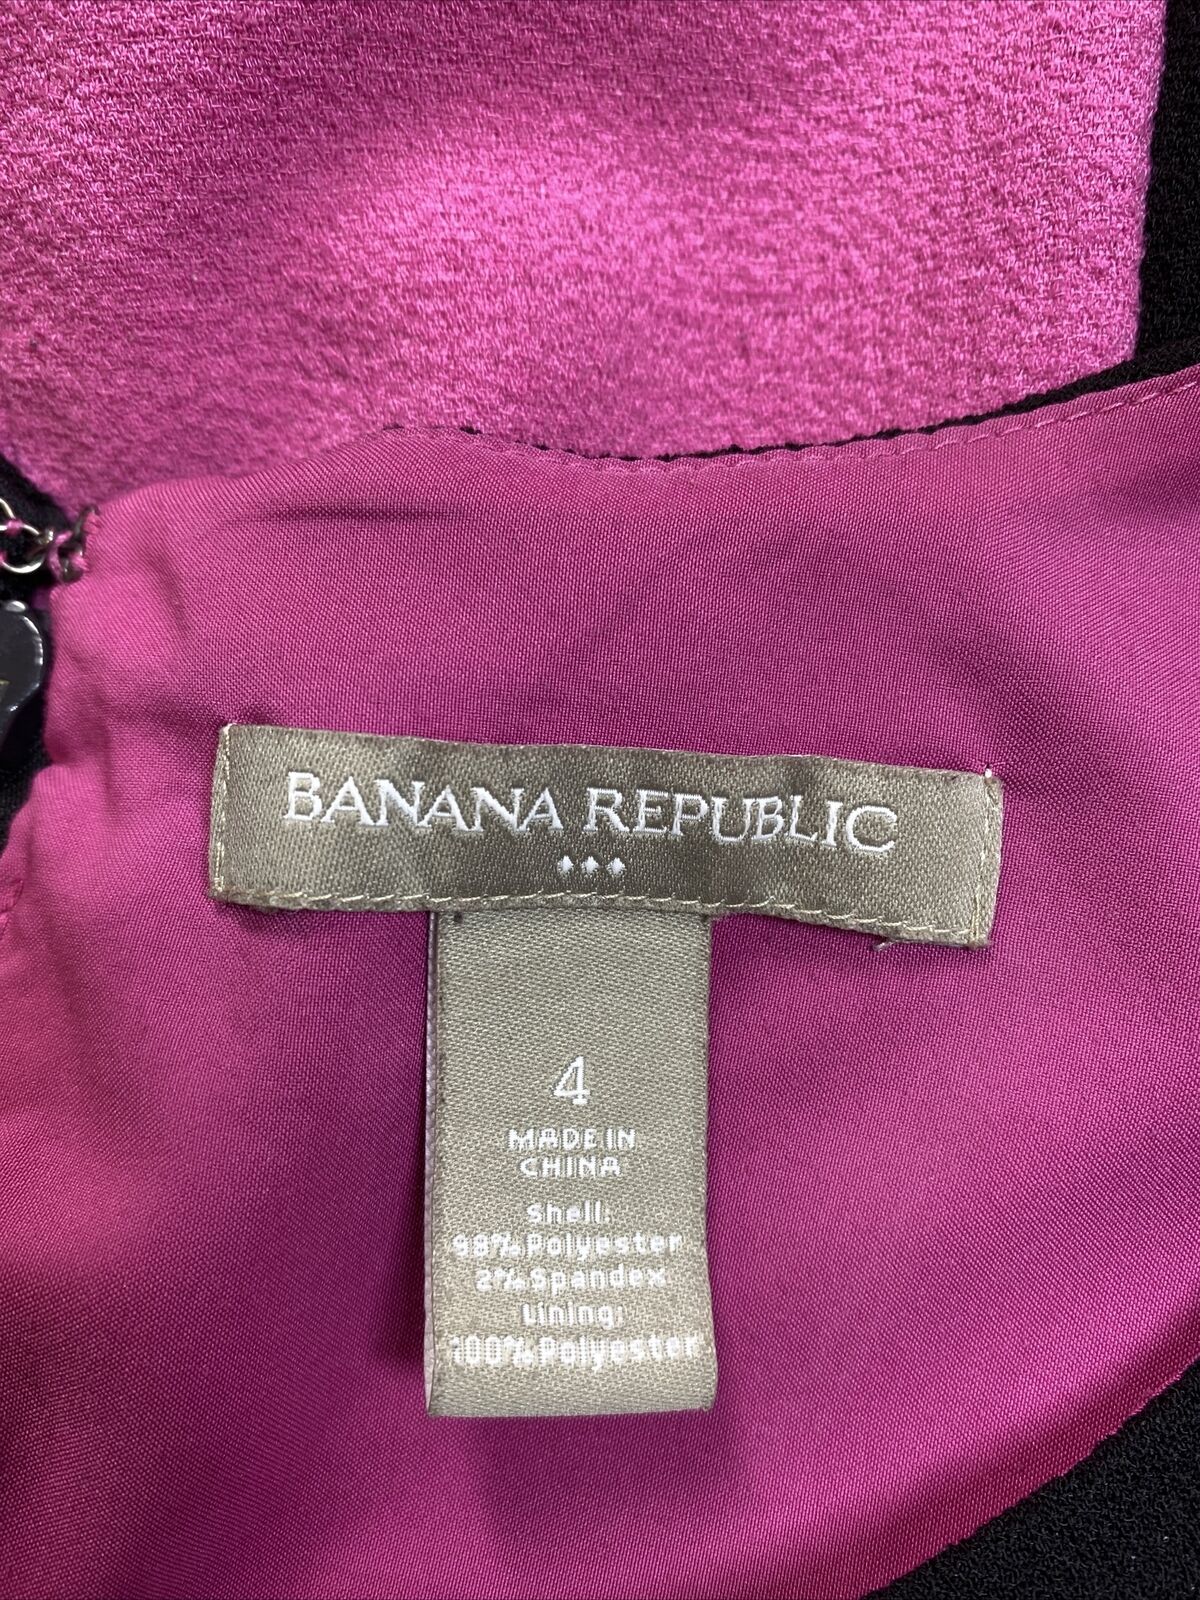 BANANA REPUBLIC
4
MADE IN
CHINA
Shell:
98% Polyester
2% Spandex
Lining:
100% Polyester